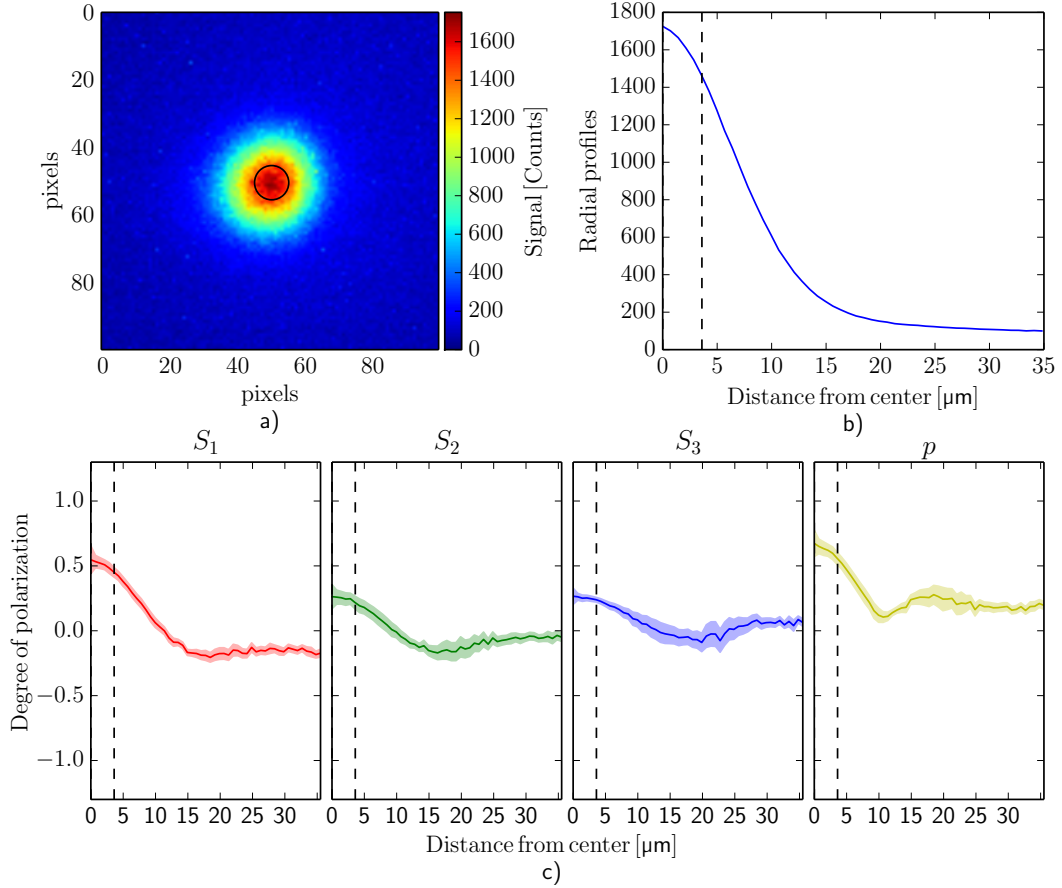 0
20
40
60
80
pixels
0 20 40 60 80
pixels
a)
1600
1400
1200
1000
800
600
400
200
0
Signal [Counts]
1800
1600
1400
1200
1000
800
600
400
200
0
Radial profiles
0 5 10 15 20 25 30 35
Distance from center [µm]
b)
S₁ S₂ S₃ p
1.0
0.5
0.0
−0.5
−1.0
Degree of polarization
0 5 10 15 20 25 30 0 5 10 15 20 25 30 0 5 10 15 20 25 30 0 5 10 15 20 25 30
Distance from center [µm]
c)